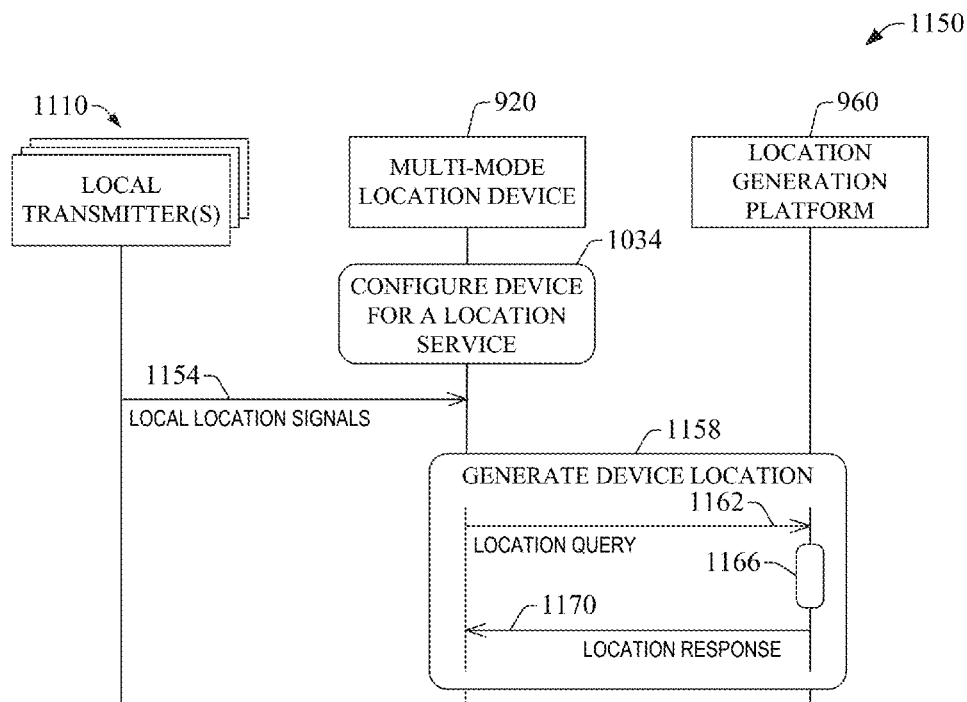 1150
1110
920
960
LOCAL
TRANSMITTER(S)
MULTI-MODE
LOCATION DEVICE
LOCATION
GENERATION
PLATFORM
1034
CONFIGURE DEVICE
FOR A LOCATION
SERVICE
1154
LOCAL LOCATION SIGNALS
1158
GENERATE DEVICE LOCATION
1162
LOCATION QUERY
1166
1170
LOCATION RESPONSE